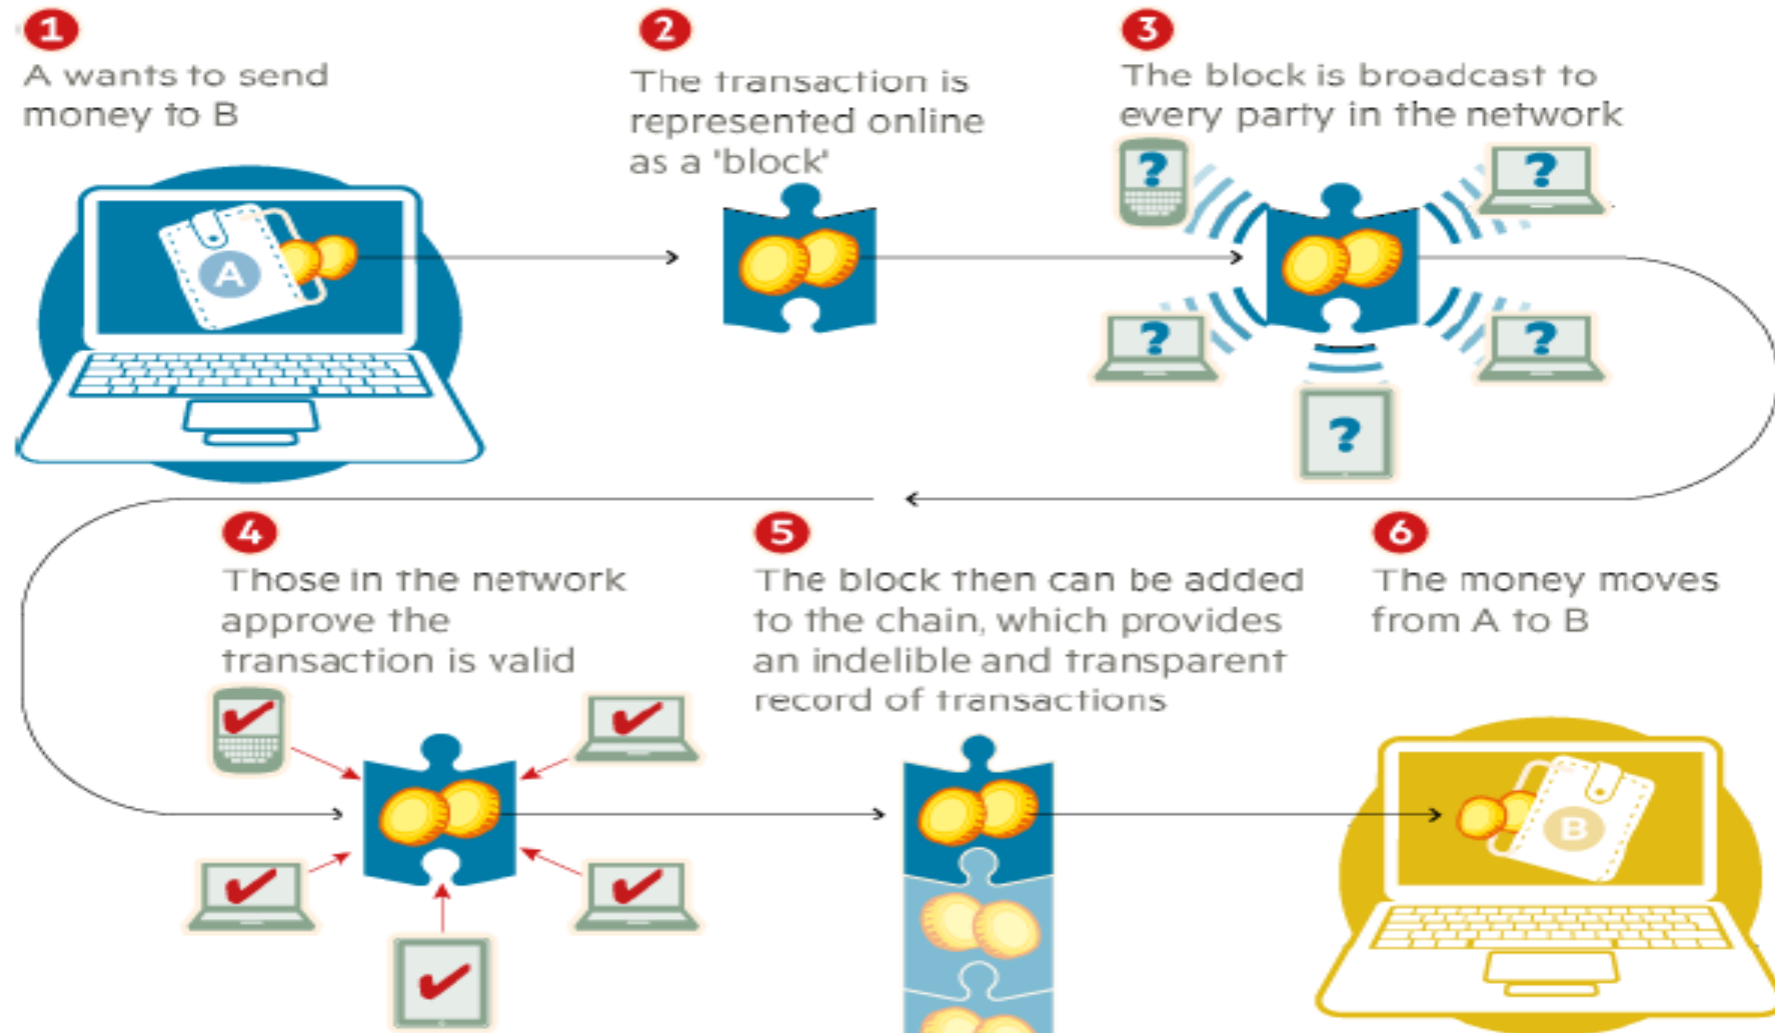 1
A wants to send
money to B
A
2
The transaction is
represented online
as a 'block'
3
The block is broadcast to
every party in the network
?
?
?
?
?
4
Those in the network
approve the
transaction is valid
5
The block then can be added
to the chain, which provides
an indelible and transparent
record of transactions
6
The money moves
from A to B
B